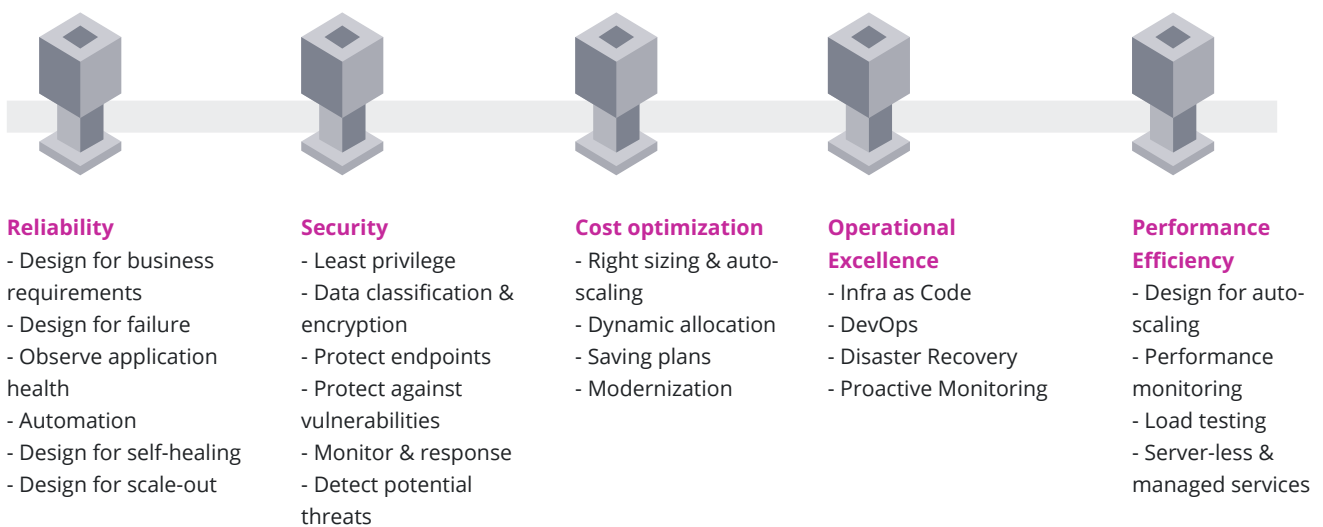 Reliability
- Design for business
requirements
- Design for failure
- Observe application
health
- Automation
- Design for self-healing
- Design for scale-out
Security
- Least privilege
- Data classification &
encryption
- Protect endpoints
- Protect against
vulnerabilities
- Monitor & response
- Detect potential
threats
Cost optimization
- Right sizing & auto-
scaling
- Dynamic allocation
- Saving plans
- Modernization
Operational
Excellence
- Infra as Code
- DevOps
- Disaster Recovery
- Proactive Monitoring
Performance
Efficiency
- Design for auto-
scaling
- Performance
monitoring
- Load testing
- Server-less &
managed services